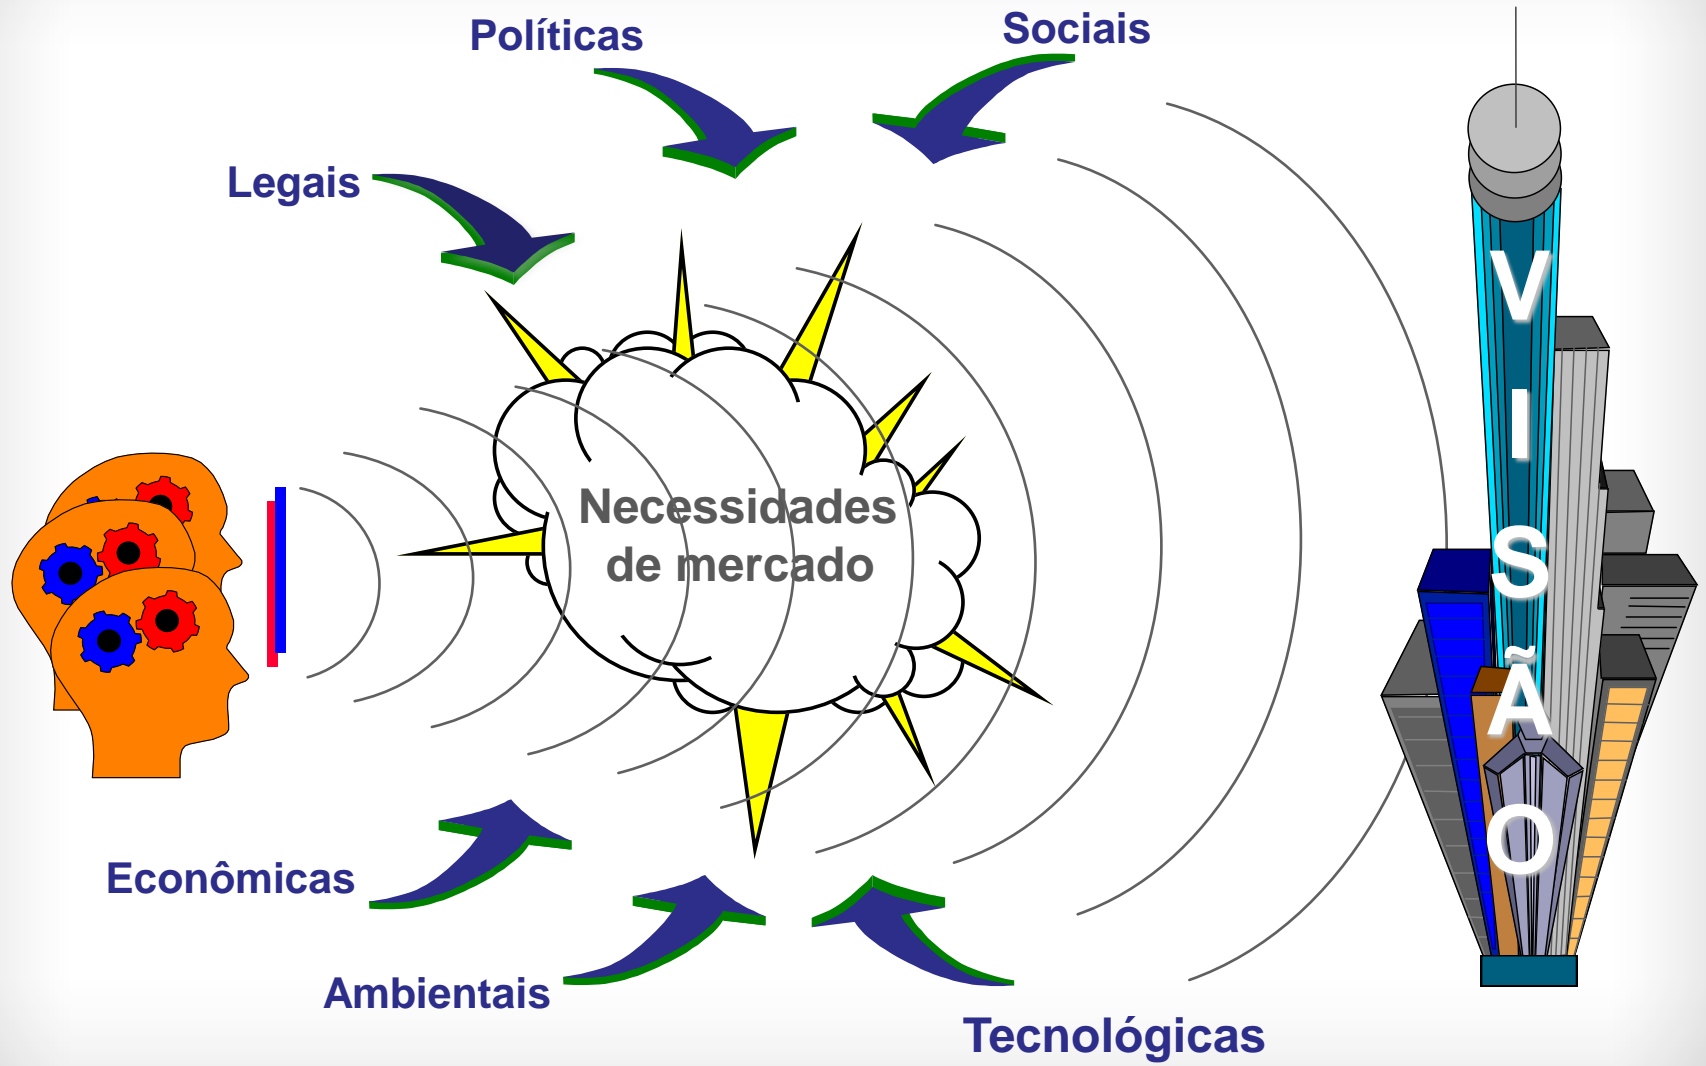 Políticas
Sociais
Legais
Necessidades
de mercado
Econômicas
Ambientais
Tecnológicas
V
I
S
Ã
O